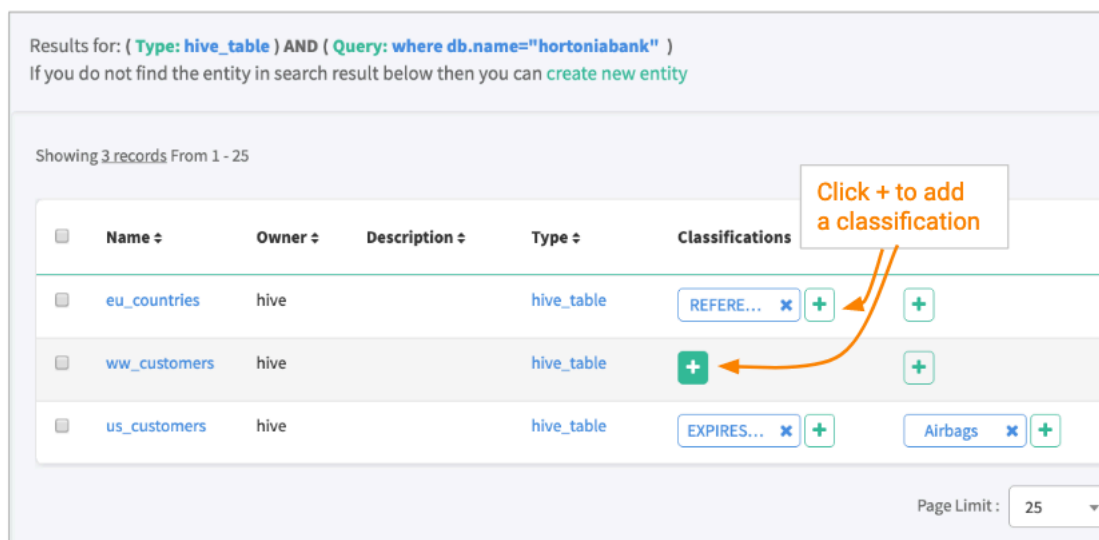 Results for: ( Type: hive_table ) AND ( Query: where db.name="hortoniabank" )
If you do not find the entity in search result below then you can create new entity
Showing 3 records From 1 - 25
Click + to add
a classification
Name Owner Description Type Classifications
eu_countries hive hive_table REFERE... × + +
ww_customers hive hive_table + +
us_customers hive hive_table EXPIRES... × + Airbags × +
Page Limit : 25